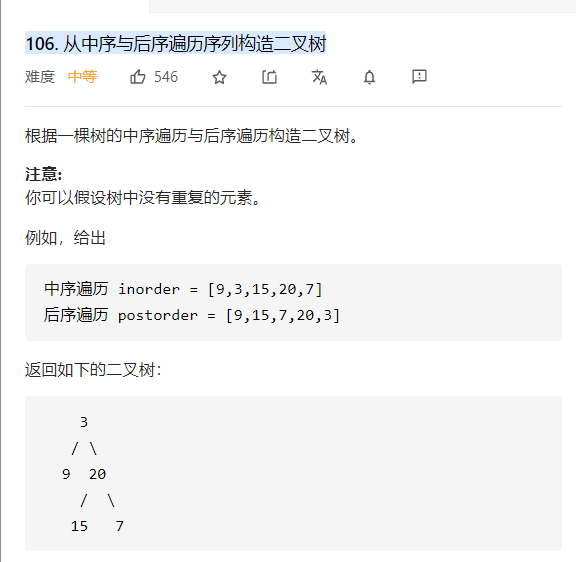 106. 从中序与后序遍历序列构造二叉树
难度 中等 546
根据一棵树的中序遍历与后序遍历构造二叉树。
注意:
你可以假设树中没有重复的元素。
例如，给出
中序遍历 inorder = [9,3,15,20,7]
后序遍历 postorder = [9,15,7,20,3]
返回如下的二叉树：
3
/ \
9 20
/ \
15 7